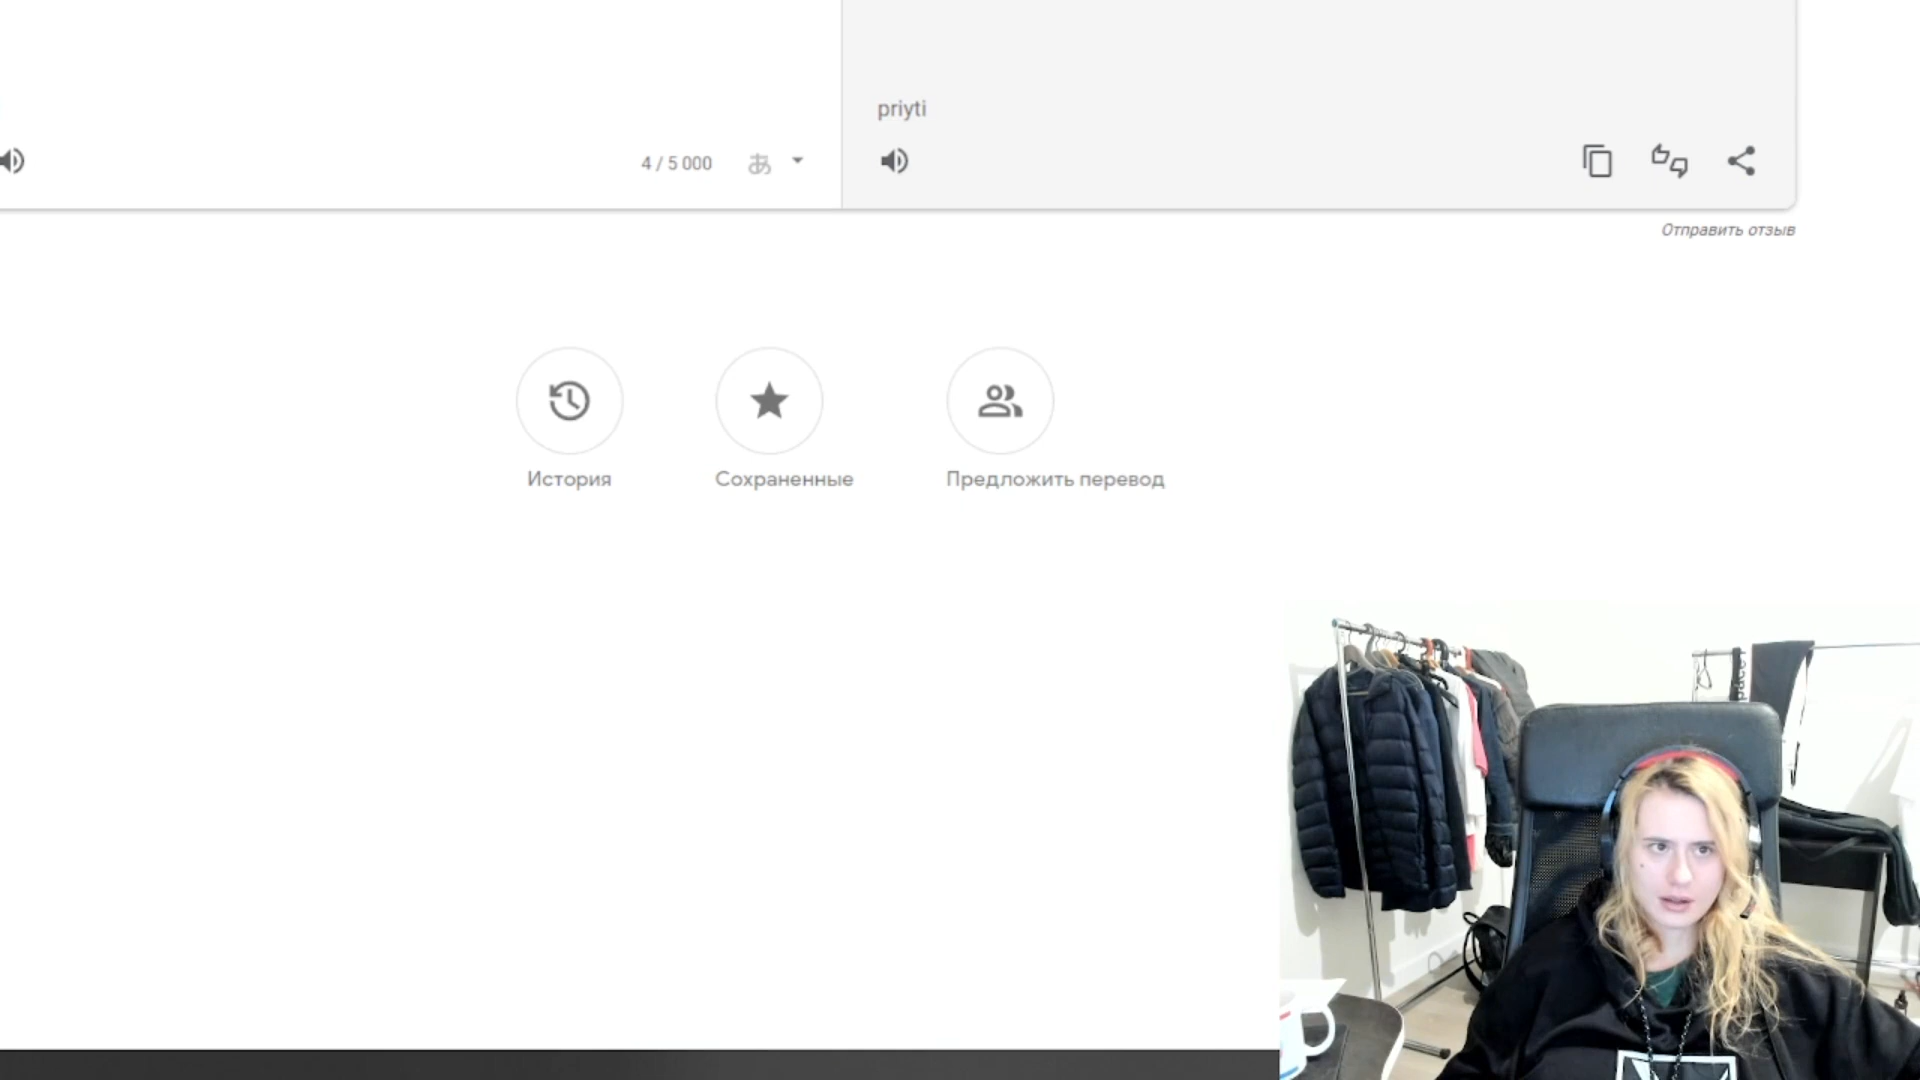 priyti
4 / 5 000 あ
Отправить отзыв
История Сохраненные Предложить перевод